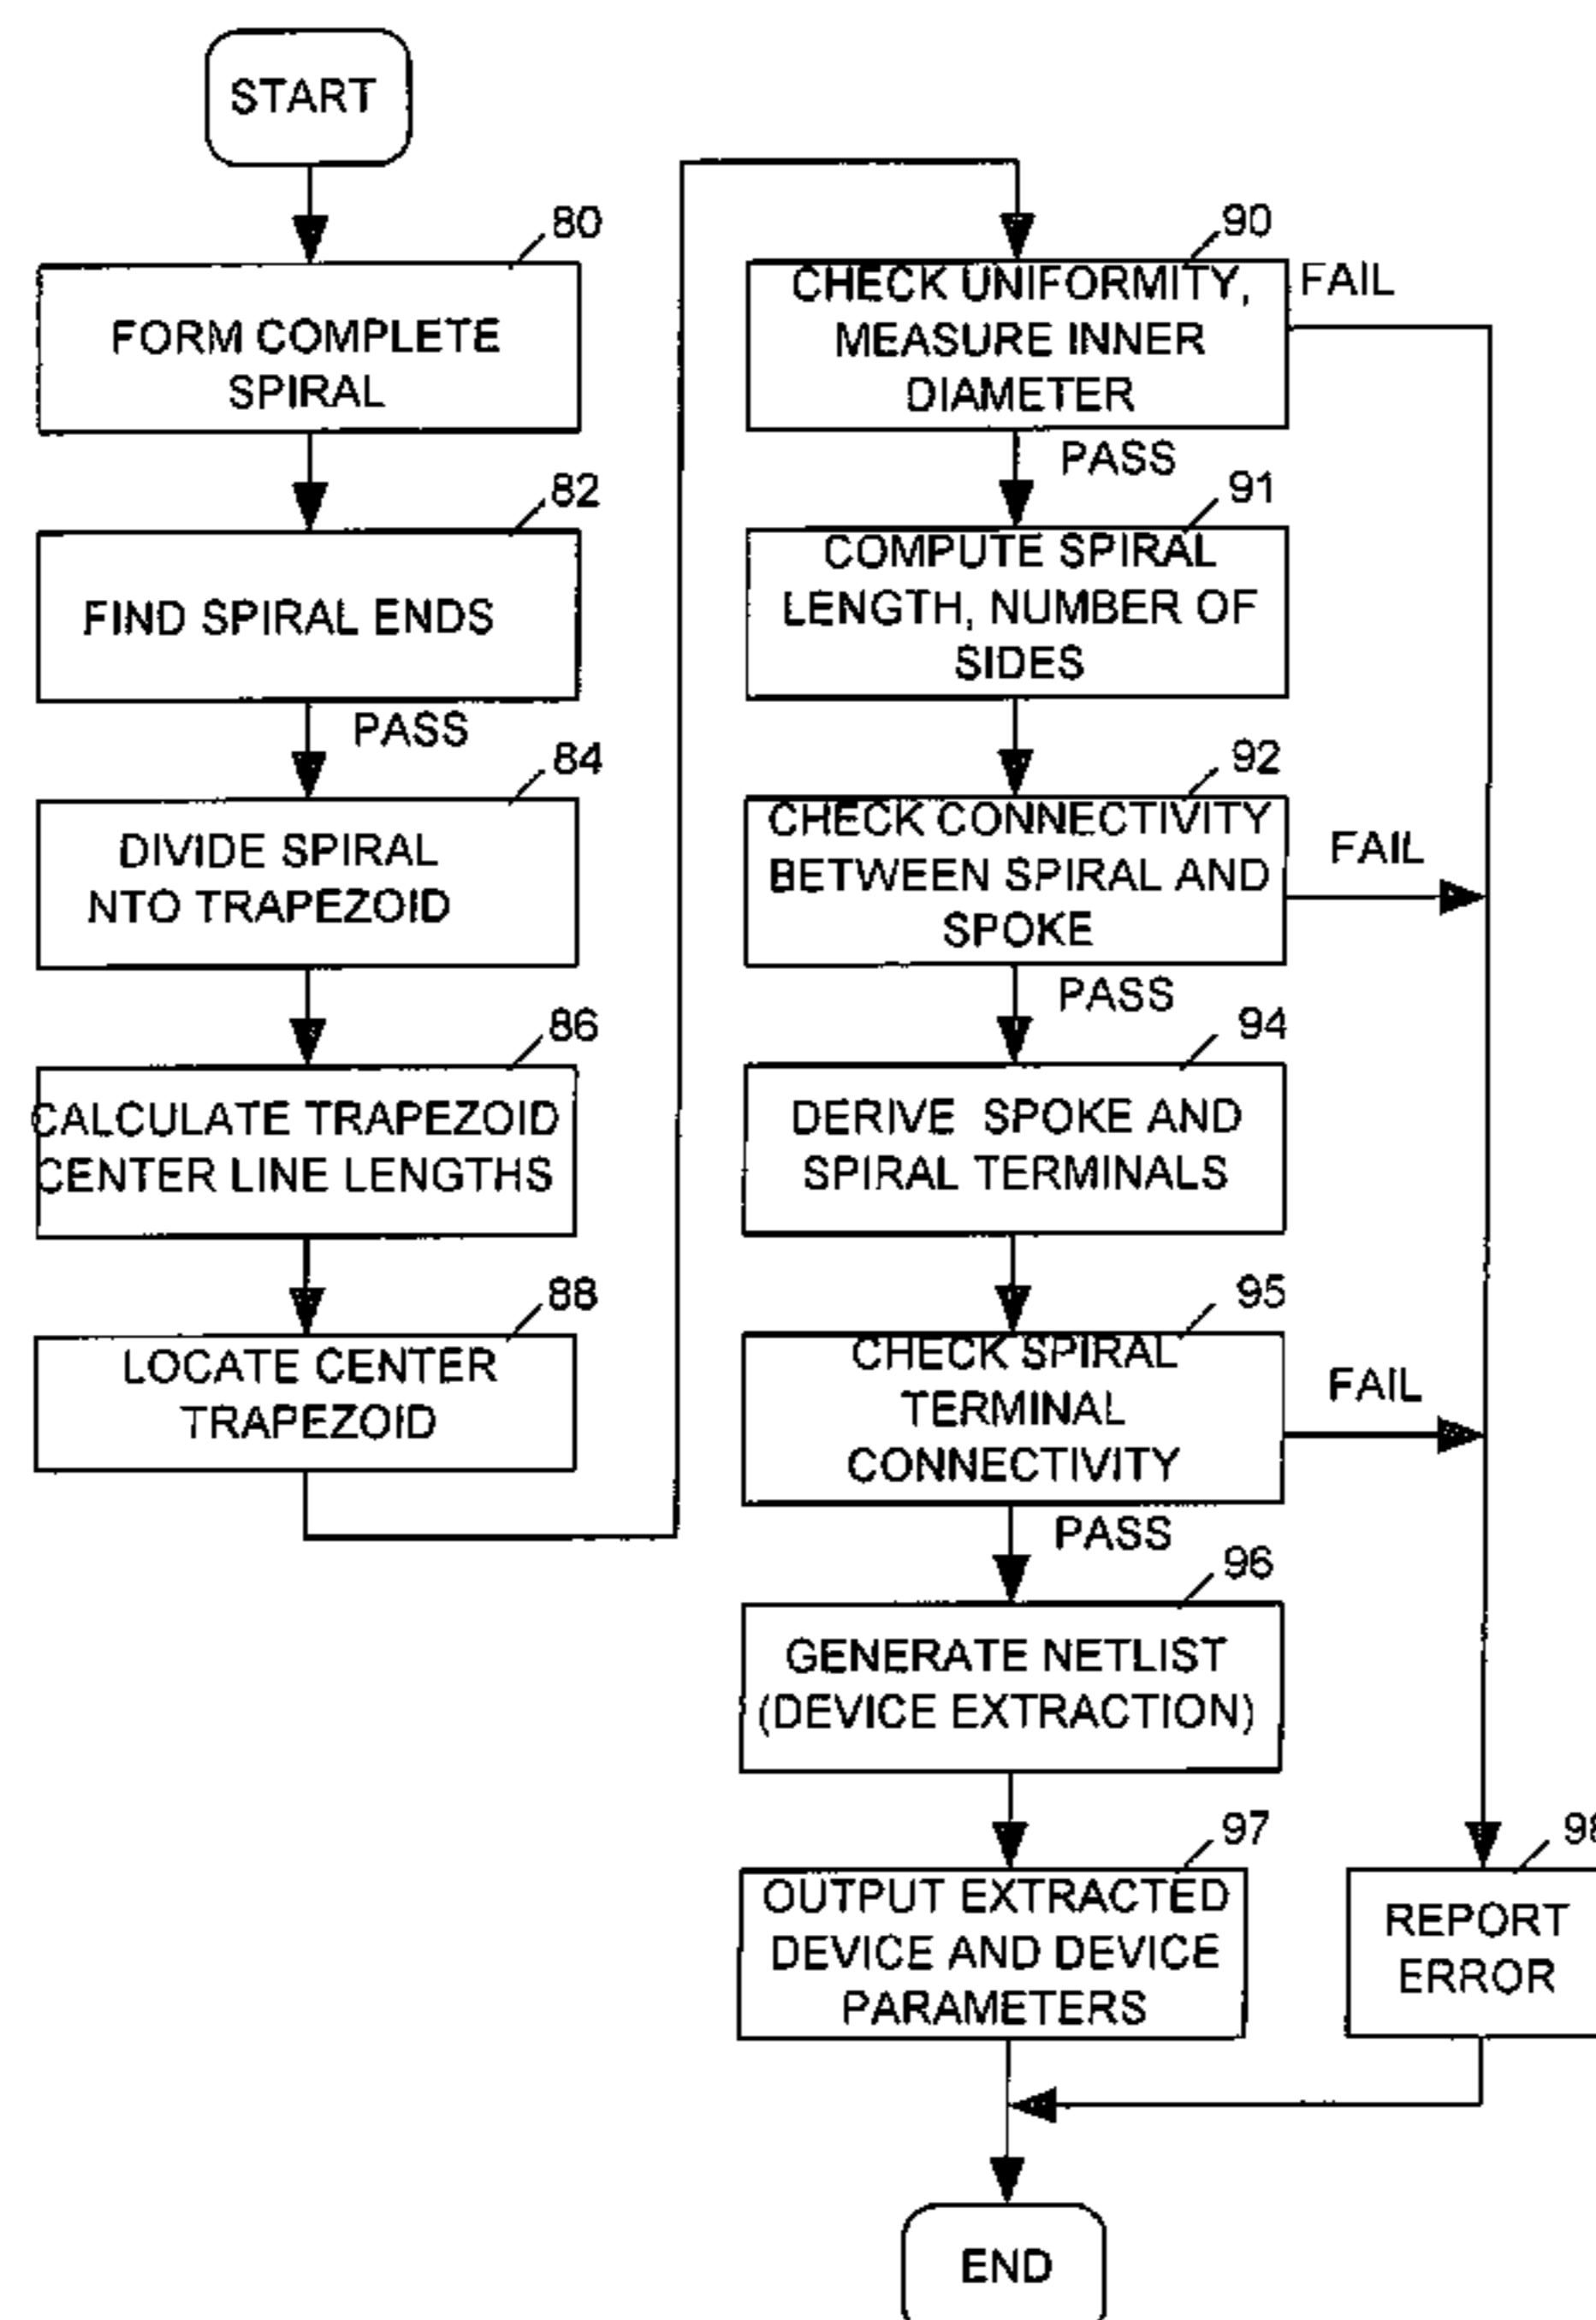 START
80
FORM COMPLETE
SPIRAL
82
FIND SPIRAL ENDS
PASS
84
DIVIDE SPIRAL
NTO TRAPEZOID
86
CALCULATE TRAPEZOID
CENTER LINE LENGTHS
88
LOCATE CENTER
TRAPEZOID
90
CHECK UNIFORMITY,
MEASURE INNER
DIAMETER
FAIL
PASS
91
COMPUTE SPIRAL
LENGTH, NUMBER OF
SIDES
92
CHECK CONNECTIVITY
BETWEEN SPIRAL AND
SPOKE
FAIL
PASS
94
DERIVE SPOKE AND
SPIRAL TERMINALS
95
CHECK SPIRAL
TERMINAL
CONNECTIVITY
FAIL
PASS
96
GENERATE NETLIST
(DEVICE EXTRACTION)
97
OUTPUT EXTRACTED
DEVICE AND DEVICE
PARAMETERS
98
REPORT
ERROR
END